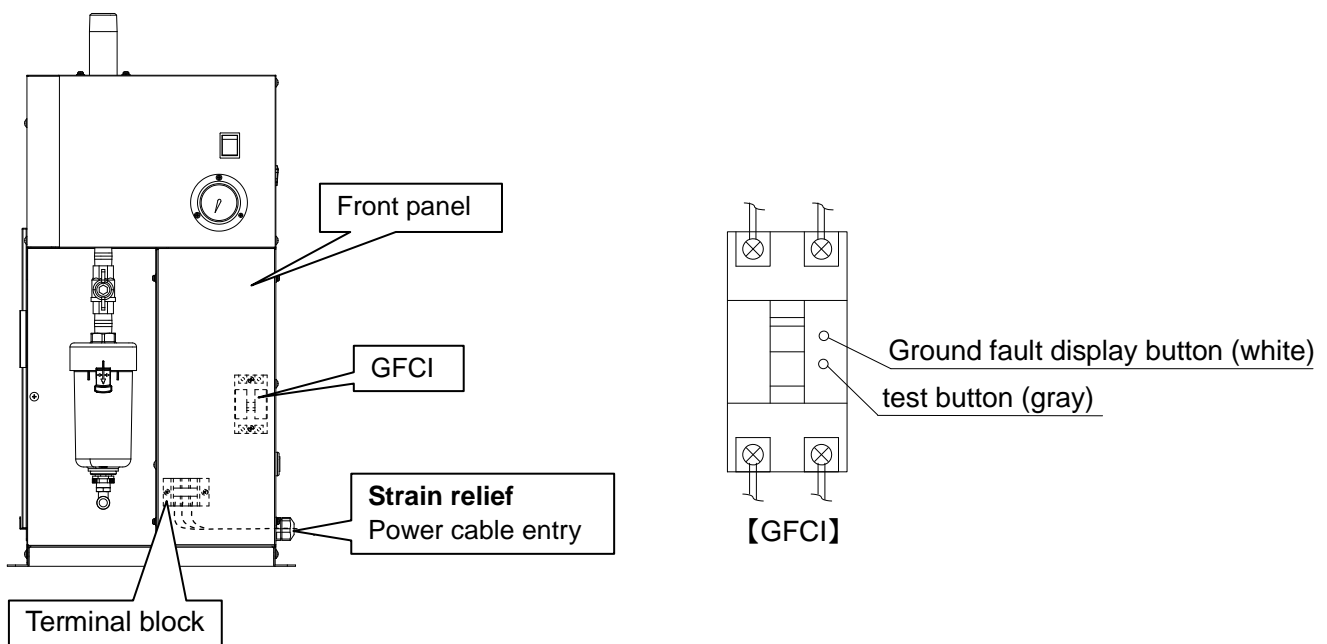 Front panel
GFCI
Strain relief
Power cable entry
Terminal block
Ground fault display button (white)
test button (gray)
【GFCI】